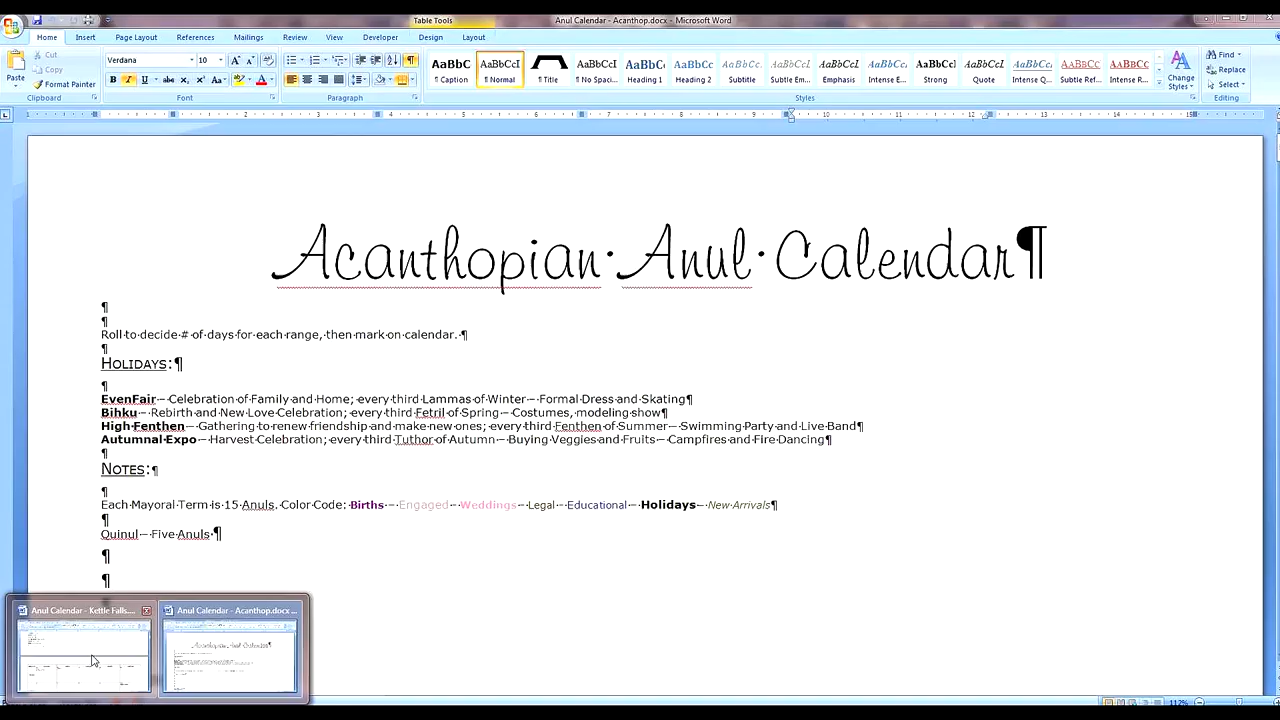 Table Tools
Anul Calendar - Acanthop.docx - Microsoft Word
Home Insert Page Layout References Mailings Review View Developer Design Layout
Paste
Cut
Copy
Format Painter
Clipboard
Verdana 10
Font
Paragraph
AaBbC AaBbCcI AaBbC AaBbCcI AaBbC AaBbCc
¶ Caption ¶ Normal ¶ Title ¶ No Spaci... Heading 1 Heading 2 Subtitle Subtle Em... Emphasis Intense E... Strong Quote Intense Q... Subtle Ref... Intense R...
Change Styles
Styles
Find
Replace
Select
Editing
Acanthopian Anul Calendar¶
¶
¶
Roll to decide # of days for each range, then mark on calendar. ¶
¶
HOLIDAYS:¶
¶
EvenFair – Celebration of Family and Home; every third Lammas of Winter – Formal Dress and Skating¶
Bihku – Rebirth and New Love Celebration; every third Fetril of Spring – Costumes, modeling show¶
High Fenthen – Gathering to renew friendship and make new ones; every third Fenthen of Summer – Swimming Party and Live Band¶
Autumnal Expo – Harvest Celebration; every third Tuthor of Autumn – Buying Veggies and Fruits – Campfires and Fire Dancing¶
¶
NOTES:¶
¶
Each Mayoral Term is 15 Anuls. Color Code: Births – Engaged – Weddings – Legal – Educational – Holidays – New Arrivals¶
¶
Quinul – Five Anuls ¶
¶
¶
Anul Calendar - Kettle Falls....
Anul Calendar - Acanthop.docx ...
112%